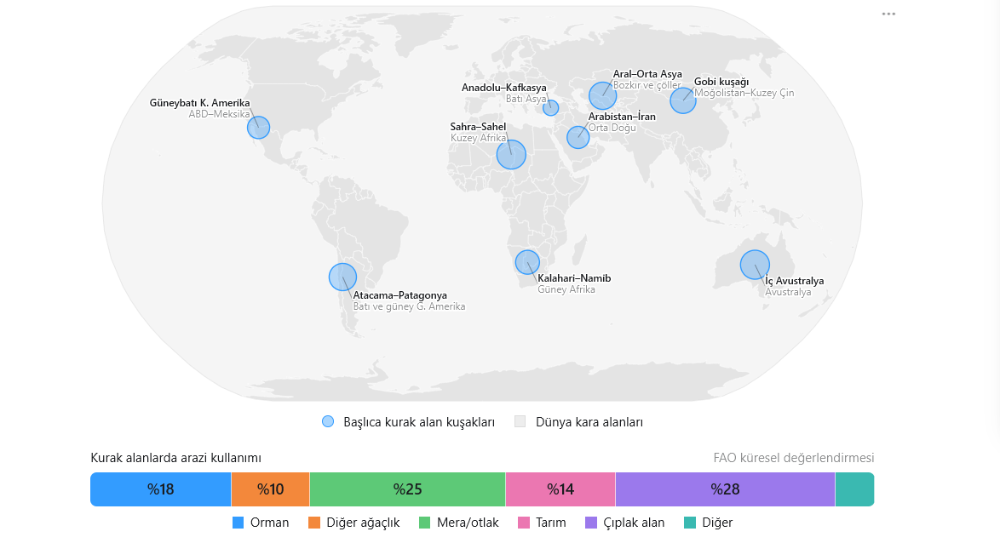 Aral–Orta Asya
Bozkır ve çöller
Gobi kuşağı
Moğolistan–Kuzey Çin
Anadolu–Kafkasya
Batı Asya
Güneybatı K. Amerika
ABD–Meksika
Arabistan–İran
Orta Doğu
Sahra–Sahel
Kuzey Afrika
Kalahari–Namib
Güney Afrika
İç Avustralya
Avustralya
Atacama–Patagonya
Batı ve güney G. Amerika
Başlıca kurak alan kuşakları
Dünya kara alanları
Kurak alanlarda arazi kullanımı
FAO küresel değerlendirmesi
%18 %10 %25 %14 %28
Orman Diğer ağaçlık Mera/otlak Tarım Çıplak alan Diğer